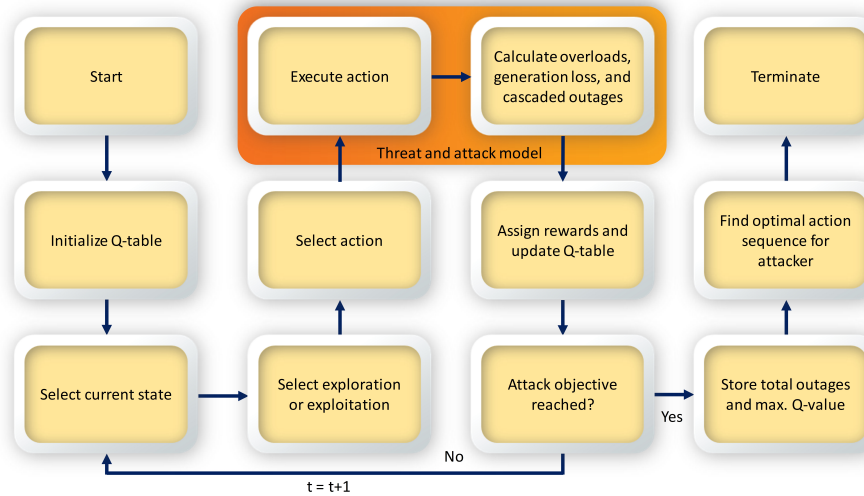 Start
Initialize Q-table
Select current state
Select exploration
or exploitation
Select action
Execute action
Calculate overloads,
generation loss, and
cascaded outages
Threat and attack model
Assign rewards and
update Q-table
Attack objective
reached?
No
t = t+1
Yes
Store total outages
and max. Q-value
Find optimal action
sequence for
attacker
Terminate